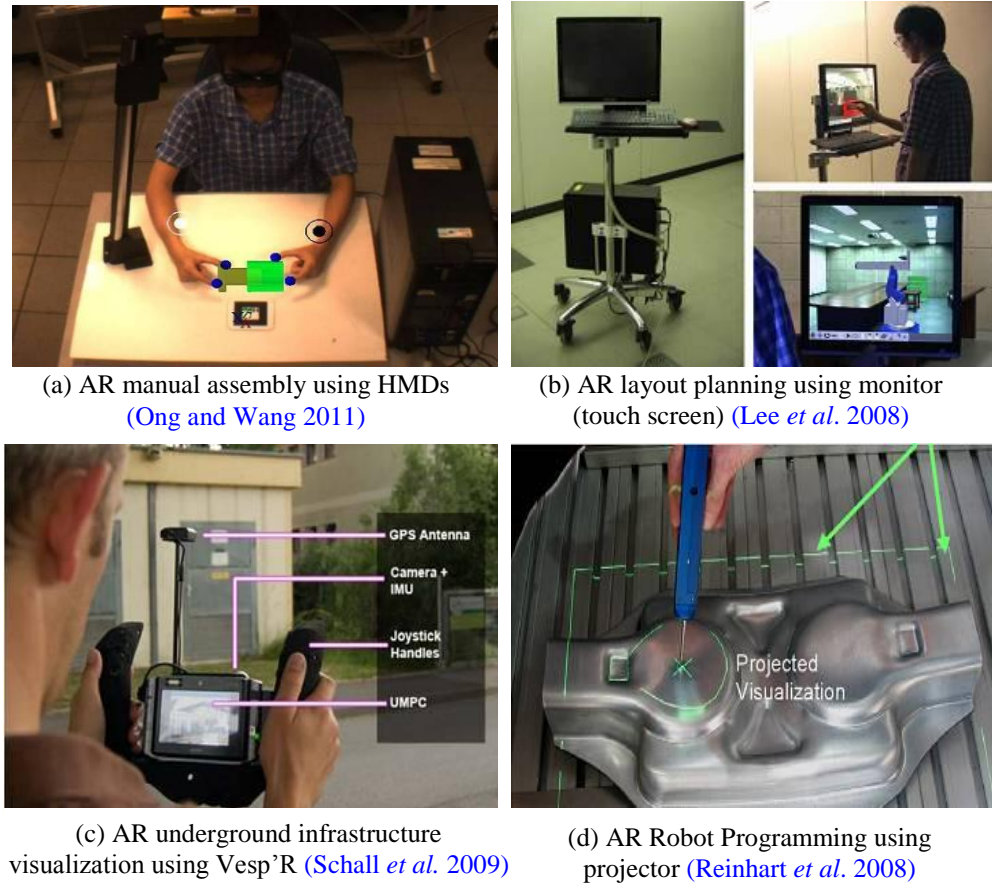 (a) AR manual assembly using HMDs
(Ong and Wang 2011)
(b) AR layout planning using monitor
(touch screen) (Lee et al. 2008)
GPS Antenna
Camera +
IMU
Joystick
Handles
UMPC
Projected
Visualization
(c) AR underground infrastructure
visualization using Vesp’R (Schall et al. 2009)
(d) AR Robot Programming using
projector (Reinhart et al. 2008)